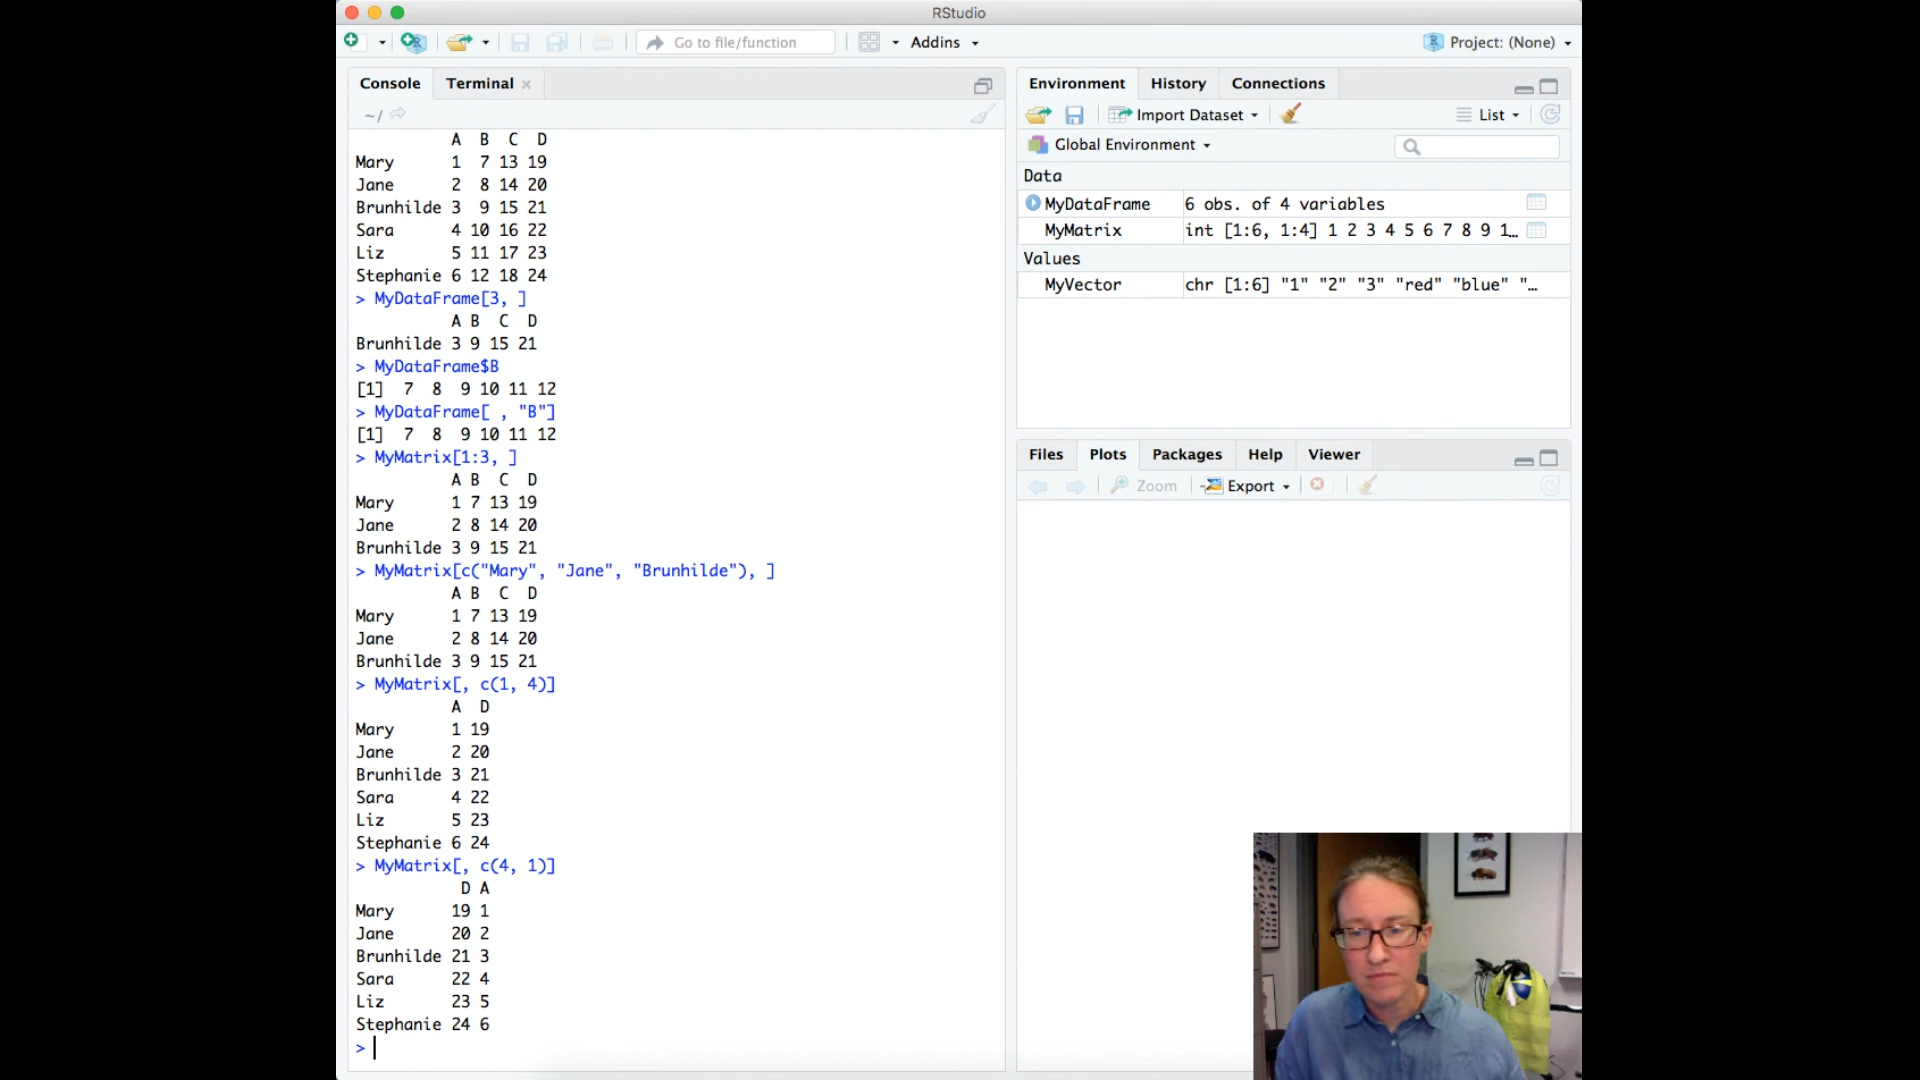 RStudio
Go to file/function
Addins
Project: (None)
Console
Terminal
~/
A B C D
Mary 1 7 13 19
Jane 2 8 14 20
Brunhilde 3 9 15 21
Sara 4 10 16 22
Liz 5 11 17 23
Stephanie 6 12 18 24
> MyDataFrame[3, ]
A B C D
Brunhilde 3 9 15 21
> MyDataFrame$B
[1] 7 8 9 10 11 12
> MyDataFrame[ , "B"]
[1] 7 8 9 10 11 12
> MyMatrix[1:3, ]
A B C D
Mary 1 7 13 19
Jane 2 8 14 20
Brunhilde 3 9 15 21
> MyMatrix[c("Mary", "Jane", "Brunhilde"), ]
A B C D
Mary 1 7 13 19
Jane 2 8 14 20
Brunhilde 3 9 15 21
> MyMatrix[, c(1, 4)]
A D
Mary 1 19
Jane 2 20
Brunhilde 3 21
Sara 4 22
Liz 5 23
Stephanie 6 24
> MyMatrix[, c(4, 1)]
D A
Mary 19 1
Jane 20 2
Brunhilde 21 3
Sara 22 4
Liz 23 5
Stephanie 24 6
>
Environment
History
Connections
Import Dataset
List
Global Environment
Data
MyDataFrame 6 obs. of 4 variables
MyMatrix int [1:6, 1:4] 1 2 3 4 5 6 7 8 9 1…
Values
MyVector chr [1:6] "1" "2" "3" "red" "blue" "…
Files
Plots
Packages
Help
Viewer
Zoom
Export